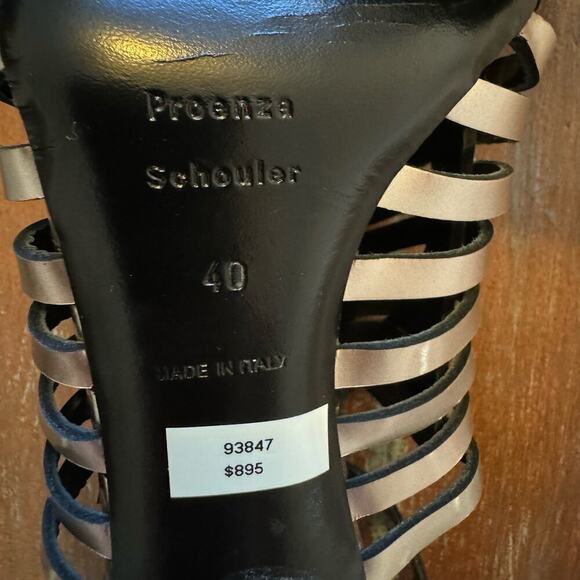 Proenza
Schouler
40
MADE IN ITALY
93847
$895